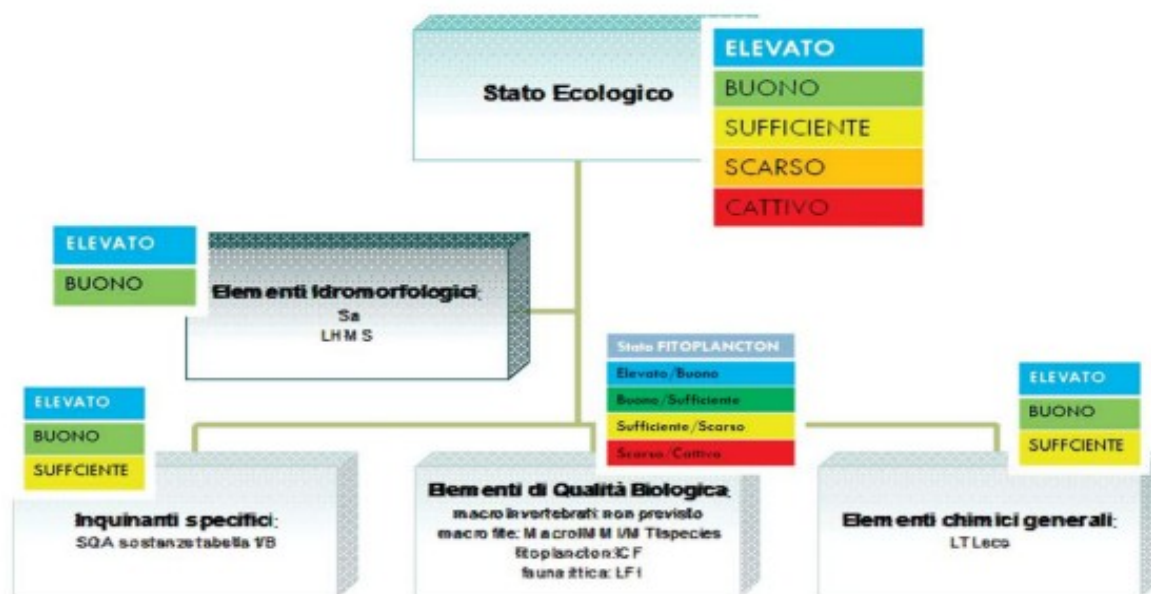 Stato Ecologico
ELEVATO
BUONO
SUFFICIENTE
SCARSO
CATTIVO
ELEVATO
BUONO
Elementi Idromorfologici:
Sa
LHMS
Stato FITOPLANCTON
Elevato/Buono
Buono/Sufficiente
Sufficiente/Scarso
Scarso/Cattivo
ELEVATO
BUONO
SUFFCIENTE
ELEVATO
BUONO
SUFFCIENTE
Inquinanti specifici:
SQA sostanze tabella 1/B
Elementi di Qualità Biologica:
macroinvertebrati: non previsto
macrofite: MacroIMMI/MTIspecies
fitoplancton: ICF
fauna ittica: LFI
Elementi chimici generali:
LTLeco